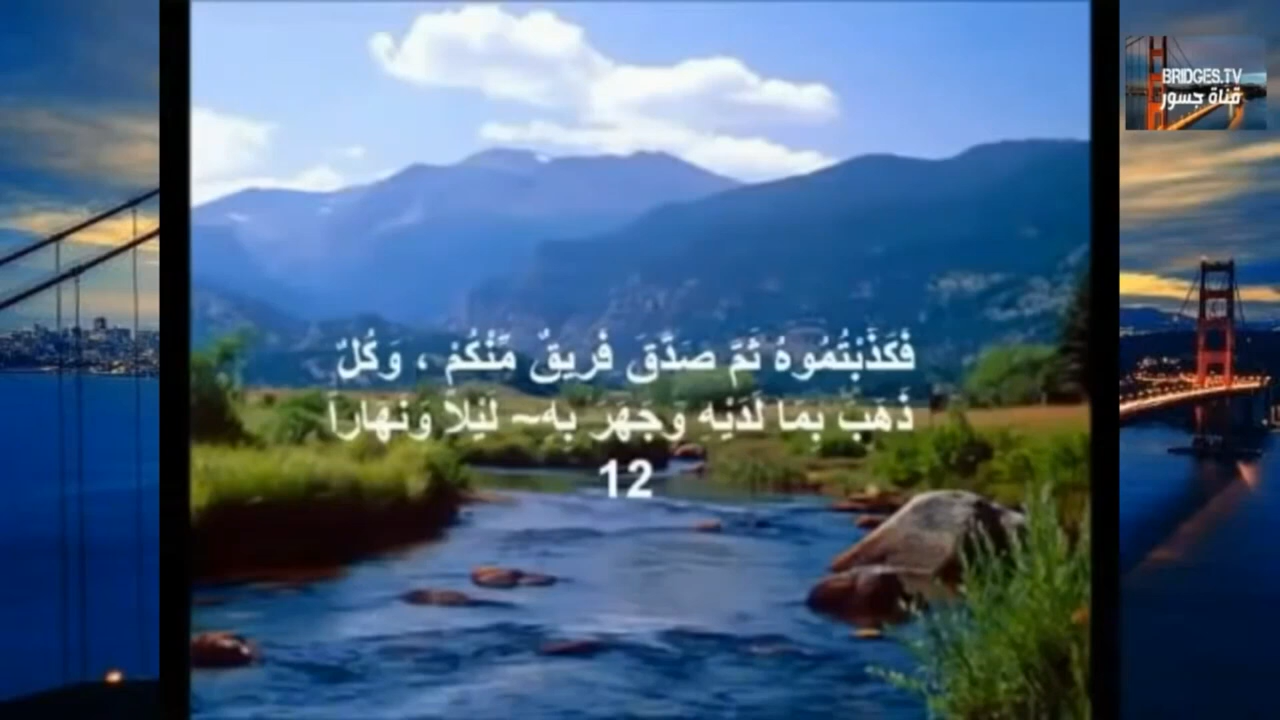 BRIDGES.TV
قناة جسور
فَكَذَّبْتُمُوهُ ثَمَّ صَدَّقَ فَرِيقٌ مِّنْكُمْ ، وَكُلٌ
ذَهَبَ بِمَا لَدَيْهِ وَجَهَر بِهِ~ لَيْلاً وَنَهاراَ
12